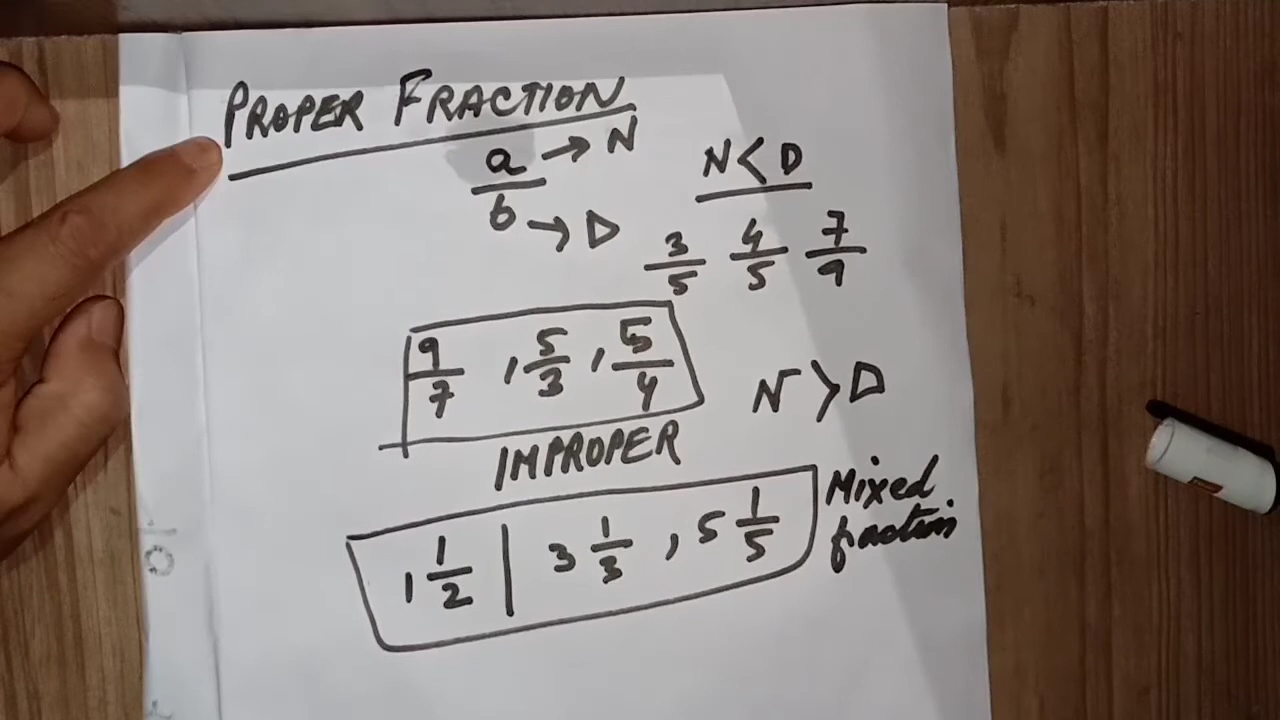 PROPER FRACTION
a/b → N → D
N < D
3/5 4/5 7/9
9/7 , 5/3 , 5/4
N > D
IMPROPER
1 1/2 | 3 1/3 , 5 1/5
Mixed
fraction